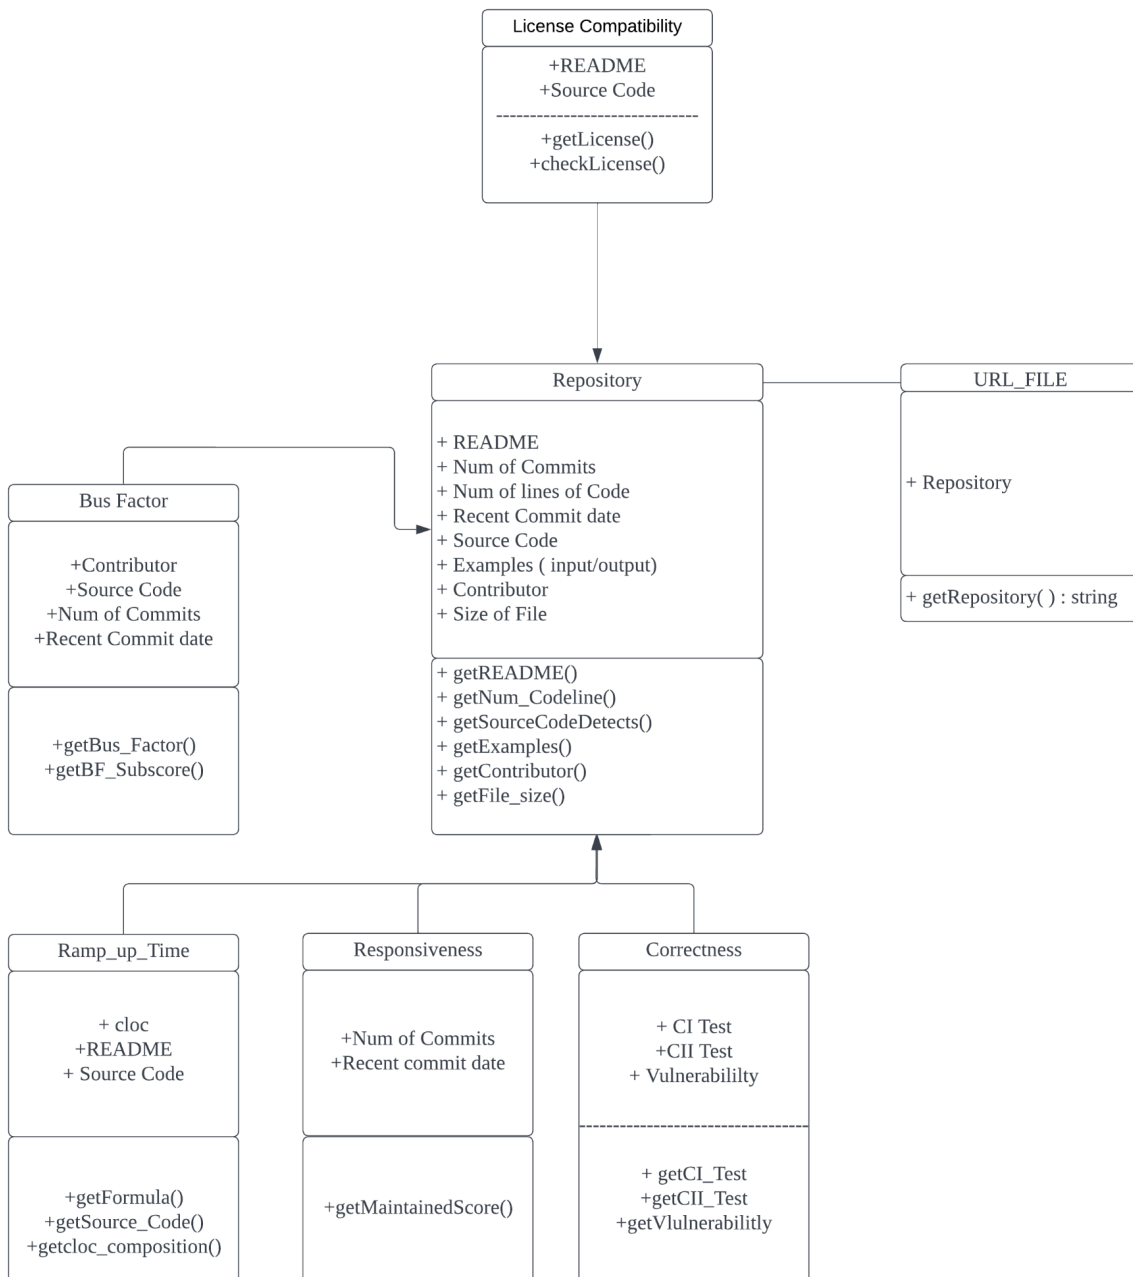 License Compatibility
+README
+Source Code
------------------------------
+getLicense()
+checkLicense()
Repository
+ README
+ Num of Commits
+ Num of lines of Code
+ Recent Commit date
+ Source Code
+ Examples ( input/output)
+ Contributor
+ Size of File
+ getREADME()
+ getNum_Codeline()
+ getSourceCodeDetects()
+ getExamples()
+ getContributor()
+ getFile_size()
URL_FILE
+ Repository
+ getRepository( ) : string
Bus Factor
+Contributor
+Source Code
+Num of Commits
+Recent Commit date
+getBus_Factor()
+getBF_Subscore()
Ramp_up_Time
+ cloc
+README
+ Source Code
+getFormula()
+getSource_Code()
+getcloc_composition()
Responsiveness
+Num of Commits
+Recent commit date
+getMaintainedScore()
Correctness
+ CI Test
+CII Test
+ Vulnerabililty
+ getCI_Test
+getCII_Test
+getVlulnerabilitly